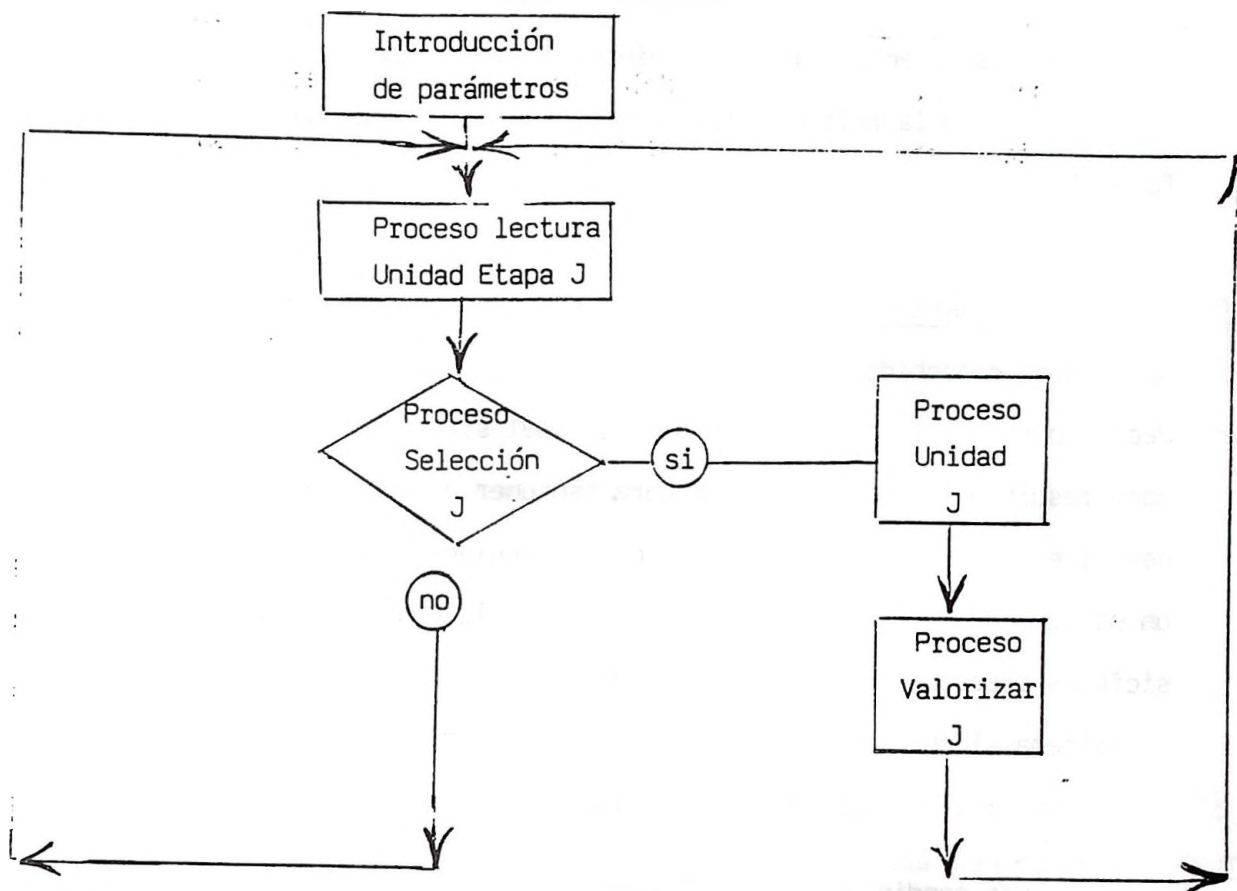 Introducción
de parámetros
Proceso lectura
Unidad Etapa J
Proceso
Selección
J
si
Proceso
Unidad
J
no
Proceso
Valorizar
J